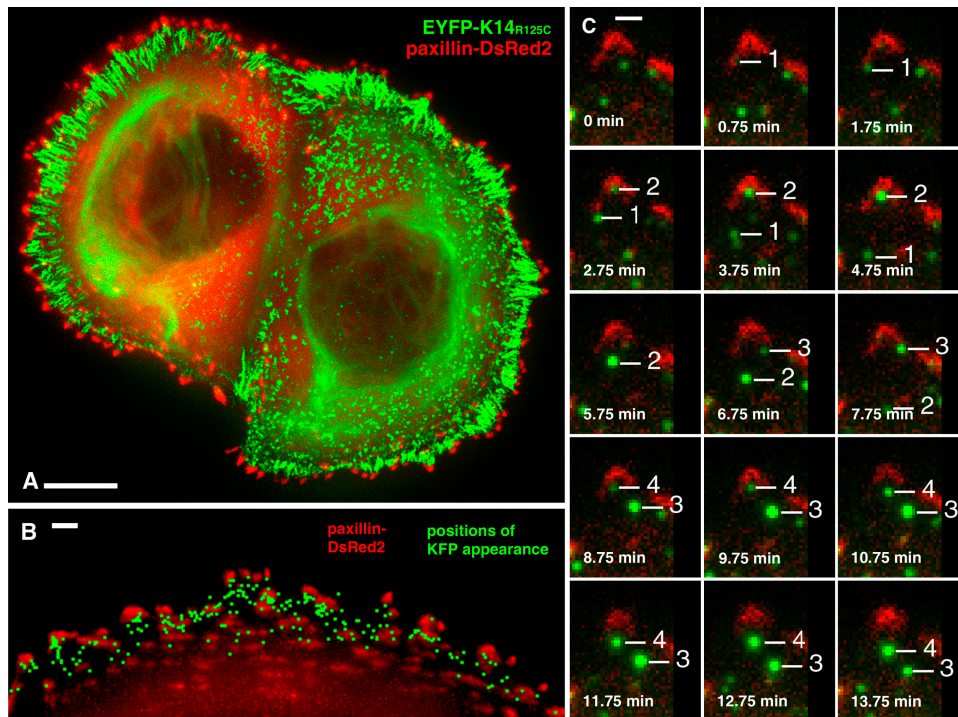 EYFP-K14R125C
paxillin-DsRed2
A
B
paxillin-
DsRed2
positions of
KFP appearance
C
1
1
0 min
0.75 min
1.75 min
2
2
2
1
1
1
2.75 min
3.75 min
4.75 min
3
3
2
2
2
5.75 min
6.75 min
7.75 min
4
4
4
3
3
3
8.75 min
9.75 min
10.75 min
4
4
4
3
3
3
11.75 min
12.75 min
13.75 min